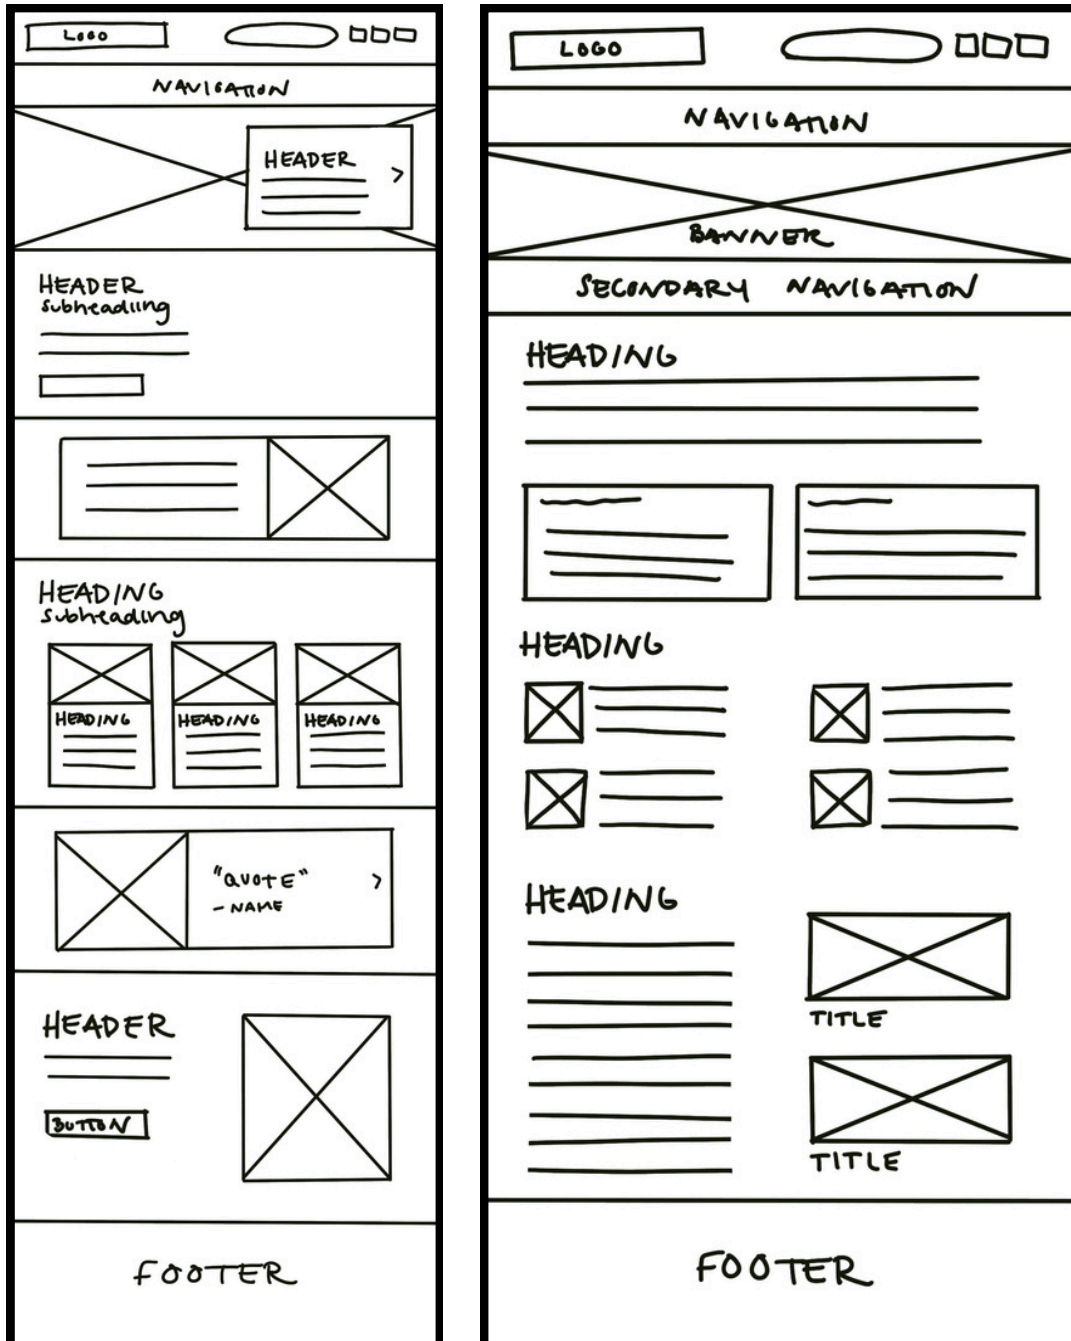 LOGO
NAVIGATION
HEADER
>
HEADER
subheadiing
HEADING
subheading
HEADING HEADING HEADING
"QUOTE" >
- NAME
HEADER
BUTTON
FOOTER
LOGO
NAVIGATION
BANNER
SECONDARY NAVIGATION
HEADING
HEADING
HEADING
TITLE
TITLE
FOOTER